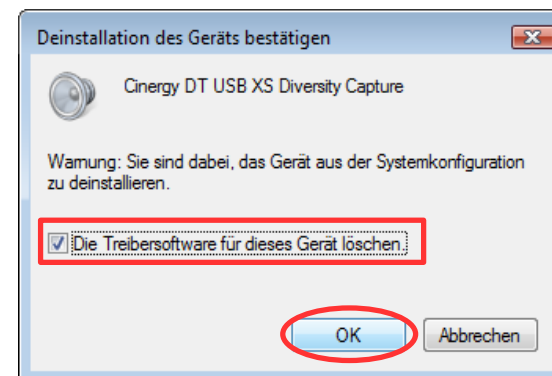 Deinstallation des Geräts bestätigen
Cinergy DT USB XS Diversity Capture
Warnung: Sie sind dabei, das Gerät aus der Systemkonfiguration
zu deinstallieren.
Die Treibersoftware für dieses Gerät löschen.
OK
Abbrechen